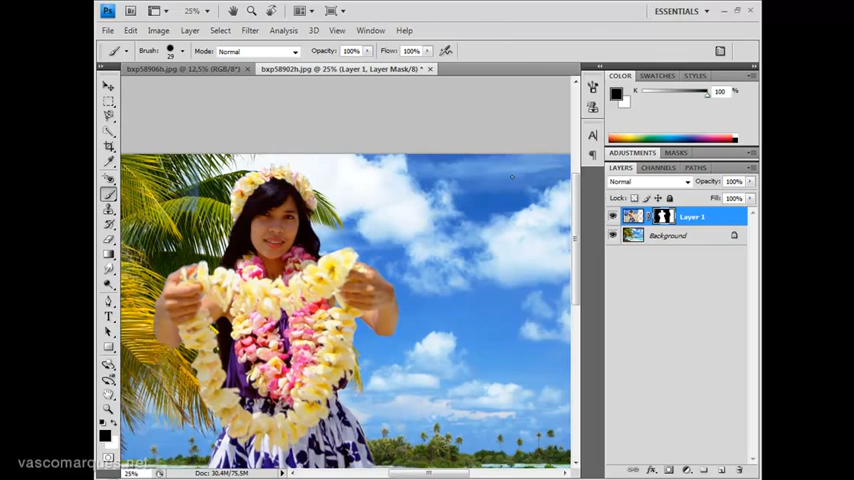 Ps Br 25% ESSENTIALS
File Edit Image Layer Select Filter Analysis 3D View Window Help
Brush: 29 Mode: Normal Opacity: 100% Flow: 100%
bxp58906h.jpg @ 12,5% (RGB/8*) × bxp58902h.jpg @ 25% (Layer 1, Layer Mask/8) * ×
COLOR SWATCHES STYLES
K 100 %
ADJUSTMENTS MASKS
LAYERS CHANNELS PATHS
Normal Opacity: 100%
Lock: Fill: 100%
Layer 1
Background
vascomarques.net
25% Doc: 30,4M/75,5M